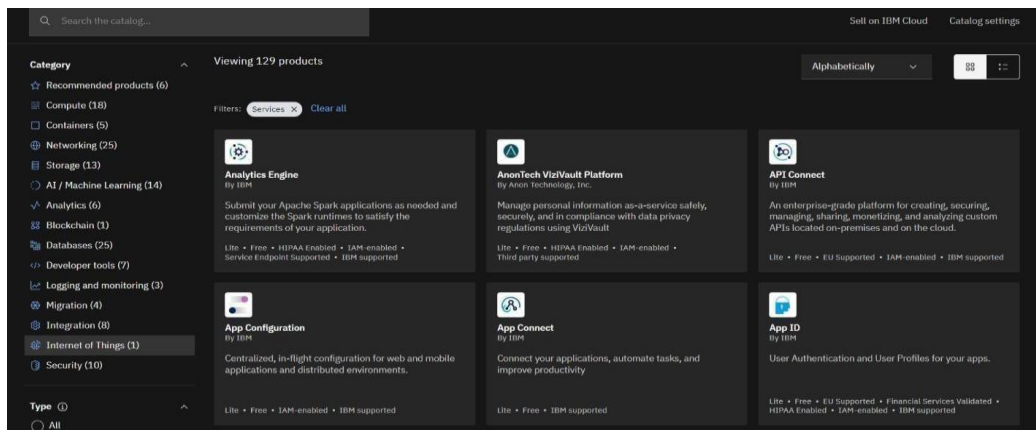 Search the catalog...
Sell on IBM Cloud
Catalog settings
Category
Recommended products (6)
Compute (18)
Containers (5)
Networking (25)
Storage (13)
AI / Machine Learning (14)
Analytics (6)
Blockchain (1)
Databases (25)
Developer tools (7)
Logging and monitoring (3)
Migration (4)
Integration (8)
Internet of Things (1)
Security (10)
Type
All
Viewing 129 products
Alphabetically
Filters: Services × Clear all
Analytics Engine
By IBM
Submit your Apache Spark applications as needed and
customize the Spark runtimes to satisfy the
requirements of your application.
Lite • Free • HIPAA Enabled • IAM-enabled •
Service Endpoint Supported • IBM supported
AnonTech ViziVault Platform
By Anon Technology, Inc.
Manage personal information as-a-service safely,
securely, and in compliance with data privacy
regulations using ViziVault
Lite • Free • HIPAA Enabled • IAM-enabled •
Third party supported
API Connect
By IBM
An enterprise-grade platform for creating, securing,
managing, sharing, monetizing, and analyzing custom
APIs located on-premises and on the cloud.
Lite • Free • EU Supported • IAM-enabled • IBM supported
App Configuration
By IBM
Centralized, in-flight configuration for web and mobile
applications and distributed environments.
Lite • Free • IAM-enabled • IBM supported
App Connect
By IBM
Connect your applications, automate tasks, and
improve productivity
Lite • Free • IBM supported
App ID
By IBM
User Authentication and User Profiles for your apps.
Lite • Free • EU Supported • Financial Services Validated •
HIPAA Enabled • IAM-enabled • IBM supported